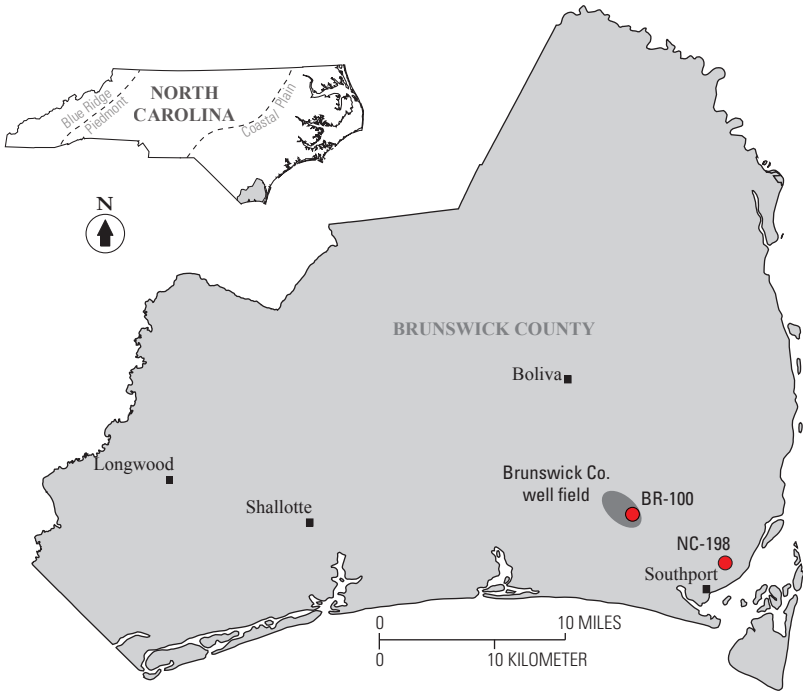 NORTH
CAROLINA
Blue Ridge
Piedmont
Coastal Plain
N
BRUNSWICK COUNTY
Boliva
Longwood
Shallotte
Brunswick Co.
well field
BR-100
NC-198
Southport
0 10 MILES
0 10 KILOMETER